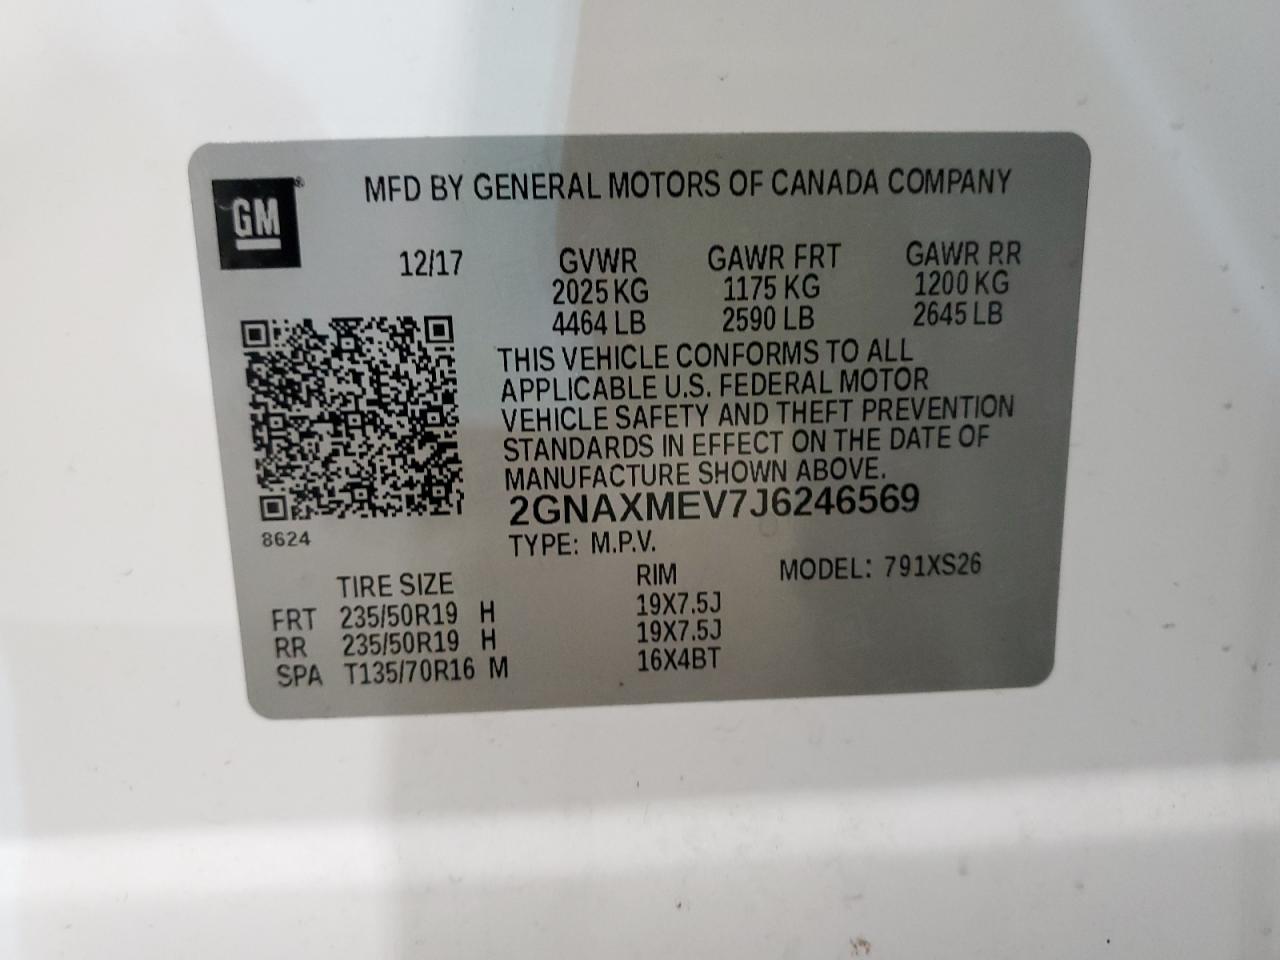 GM®
MFD BY GENERAL MOTORS OF CANADA COMPANY
12/17 GVWR GAWR FRT GAWR RR
2025 KG 1175 KG 1200 KG
4464 LB 2590 LB 2645 LB
THIS VEHICLE CONFORMS TO ALL
APPLICABLE U.S. FEDERAL MOTOR
VEHICLE SAFETY AND THEFT PREVENTION
STANDARDS IN EFFECT ON THE DATE OF
MANUFACTURE SHOWN ABOVE.
2GNAXMEV7J6246569
8624
TYPE: M.P.V.
MODEL: 791XS26
TIRE SIZE RIM
FRT 235/50R19 H 19X7.5J
RR 235/50R19 H 19X7.5J
SPA T135/70R16 M 16X4BT